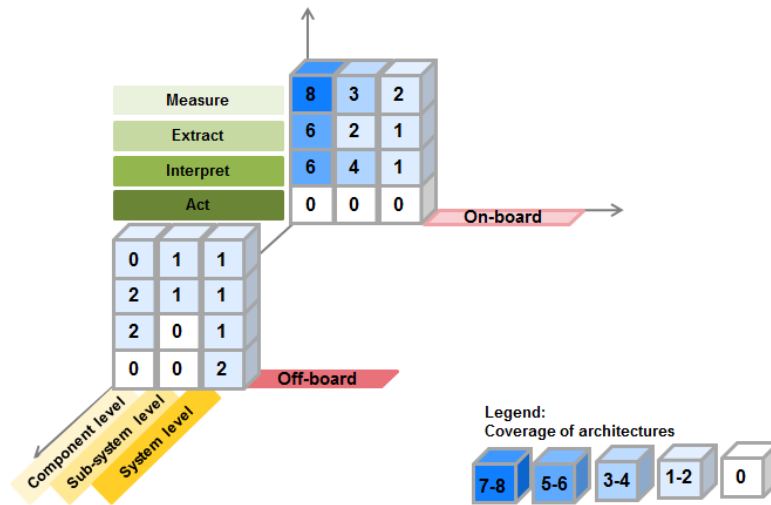 Measure 8 3 2
Extract 6 2 1
Interpret 6 4 1
Act 0 0 0
On-board
0 1 1
2 1 1
2 0 1
0 0 2
Off-board
Component level
Sub-system level
System level
Legend:
Coverage of architectures
7-8 5-6 3-4 1-2 0